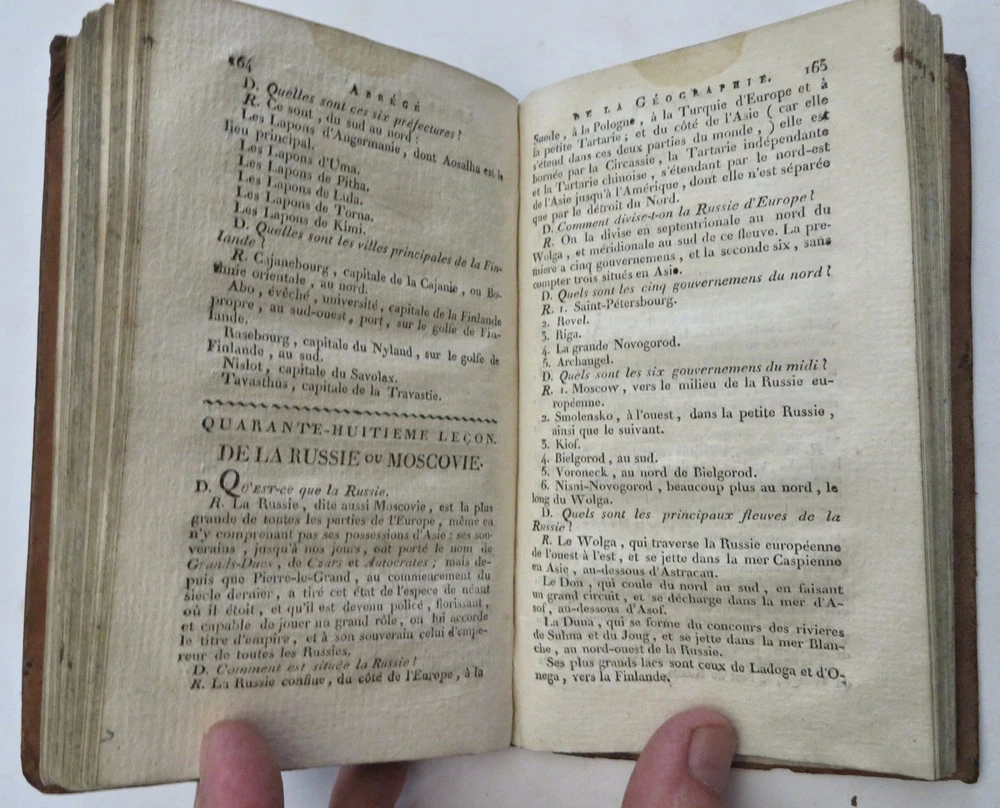 164
ABRÉGÉ
D. Quelles sont ces six préfectures ?
R. Ce sont, du sud au nord :
Les Lapons d'Angermanie, dont Aosalha est le
lieu principal.
Les Lapons d'Uma.
Les Lapons de Pitha.
Les Lapons de Lula.
Les Lapons de Torna.
Les Lapons de Kimi.
D. Quelles sont les villes principales de la Fin-
lande ?
R. Cajanebourg, capitale de la Cajanie, ou Bo-
thnie orientale, au nord.
Abo, évêché, université, capitale de la Finlande
propre, au sud-ouest, port, sur le golfe de Fin-
lande.
Rasebourg, capitale du Nyland, sur le golfe de
Finlande, au sud.
Nislot, capitale du Savolax.
Tavasthus, capitale de la Travastie.
QUARANTE-HUITIEME LEÇON.
DE LA RUSSIE OU MOSCOVIE.
D. QU'EST-ce que la Russie.
R. La Russie, dite aussi Moscovie, est la plus
grande de toutes les parties de l'Europe, même en
n'y comprenant pas ses possessions d'Asie : ses sou-
verains, jusqu'à nos jours, ont porté le nom de
Grands-Ducs, de Czars et Autocrates ; mais de-
puis que Pierre-le-Grand, au commencement du
siecle dernier, a tiré cet état de l'espece de néant
où il étoit, et qu'il est devenu policé, florissant,
et capable de jouer un grand rôle, on lui accorde
le titre d'empire, et à son souverain celui d'empe-
reur de toutes les Russies.
D. Comment est située la Russie ?
R. La Russie confine, du côté de l'Europe, à la
DE LA GÉOGRAPHIE.
165
Suede, à la Pologne, à la Turquie d'Europe et à
la petite Tartarie ; et du côté de l'Asie ( car elle
s'étend dans ces deux parties du monde, ) elle est
bornée par la Circassie, la Tartarie indépendante
et la Tartarie chinoise, s'étendant par le nord-est
de l'Asie jusqu'à l'Amérique, dont elle n'est séparée
que par le détroit du Nord.
D. Comment divise-t-on la Russie d'Europe ?
R. On la divise en septentrionale au nord du
Wolga, et méridionale au sud de ce fleuve. La pre-
miere a cinq gouvernemens, et la seconde six, sans
compter trois situés en Asie.
D. Quels sont les cinq gouvernemens du nord ?
R. 1. Saint-Pétersbourg.
2. Revel.
3. Riga.
4. La grande Novogorod.
5. Archangel.
D. Quels sont les six gouvernemens du midi ?
R. 1. Moscow, vers le milieu de la Russie eu-
ropéenne.
2. Smolensko, à l'ouest, dans la petite Russie,
ainsi que le suivant.
3. Kiof.
4. Bielgorod, au sud.
5. Voroneck, au nord de Bielgorod.
6. Nisni-Novogorod, beaucoup plus au nord, le
long du Wolga.
D. Quels sont les principaux fleuves de la
Russie ?
R. Le Wolga, qui traverse la Russie européenne
de l'ouest à l'est, et se jette dans la mer Caspienne
en Asie, au-dessous d'Astracan.
Le Don, qui coule du nord au sud, en faisant
un grand circuit, et se décharge dans la mer d'A-
sof, au-dessous d'Asof.
La Duna, qui se forme du concours des rivieres
de Suhna et du Joug, et se jette dans la mer Blan-
che, au nord-ouest de la Russie.
Ses plus grands lacs sont ceux de Ladoga et d'O-
nega, vers la Finlande.